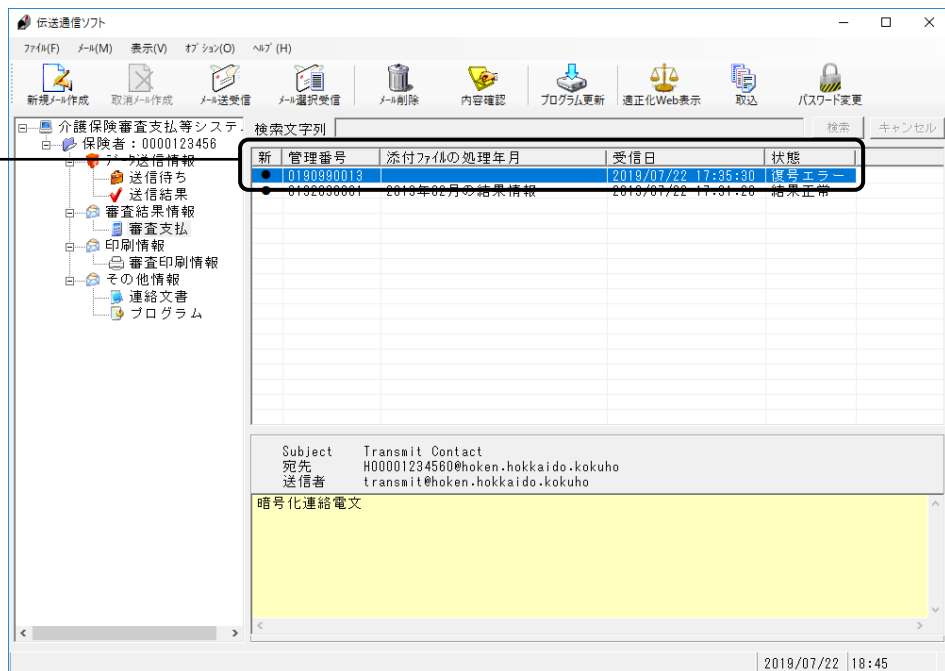 伝送通信ソフト
ファイル(F) メール(M) 表示(V) オプション(O) ヘルプ(H)
新規メール作成 取消メール作成 メール送受信 メール選択受信 メール削除 内容確認 プログラム更新 適正化Web表示 取込 パスワード変更
介護保険審査支払等システ.
保険者：0000123456
データ送信情報
送信待ち
送信結果
審査結果情報
審査支払
印刷情報
審査印刷情報
その他情報
連絡文書
プログラム
検索文字列 検索 キャンセル
新 管理番号 添付ファイルの処理年月 受信日 状態
● 0190990013 2019/07/22 17:35:30 復号エラー
● 2019年02月の結果情報 2019/07/22 結果正常
Subject Transmit Contact
宛先 H00001234560@hoken.hokkaido.kokuho
送信者 transmit@hoken.hokkaido.kokuho
暗号化連絡電文
2019/07/22 18:45